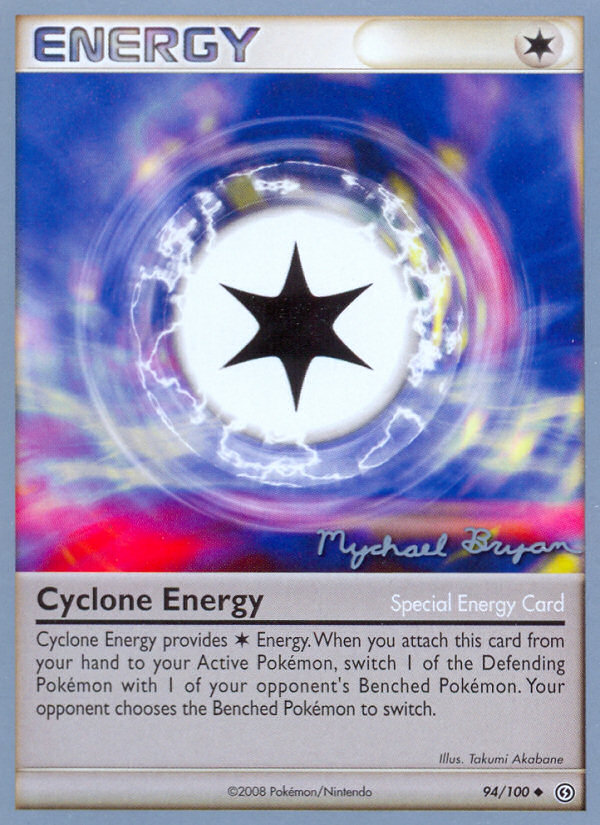 ENERGY
Mychael Bryan
Cyclone Energy
Special Energy Card
Cyclone Energy provides ✶ Energy. When you attach this card from
your hand to your Active Pokémon, switch 1 of the Defending
Pokémon with 1 of your opponent's Benched Pokémon. Your
opponent chooses the Benched Pokémon to switch.
Illus. Takumi Akabane
©2008 Pokémon/Nintendo
94/100 ◆